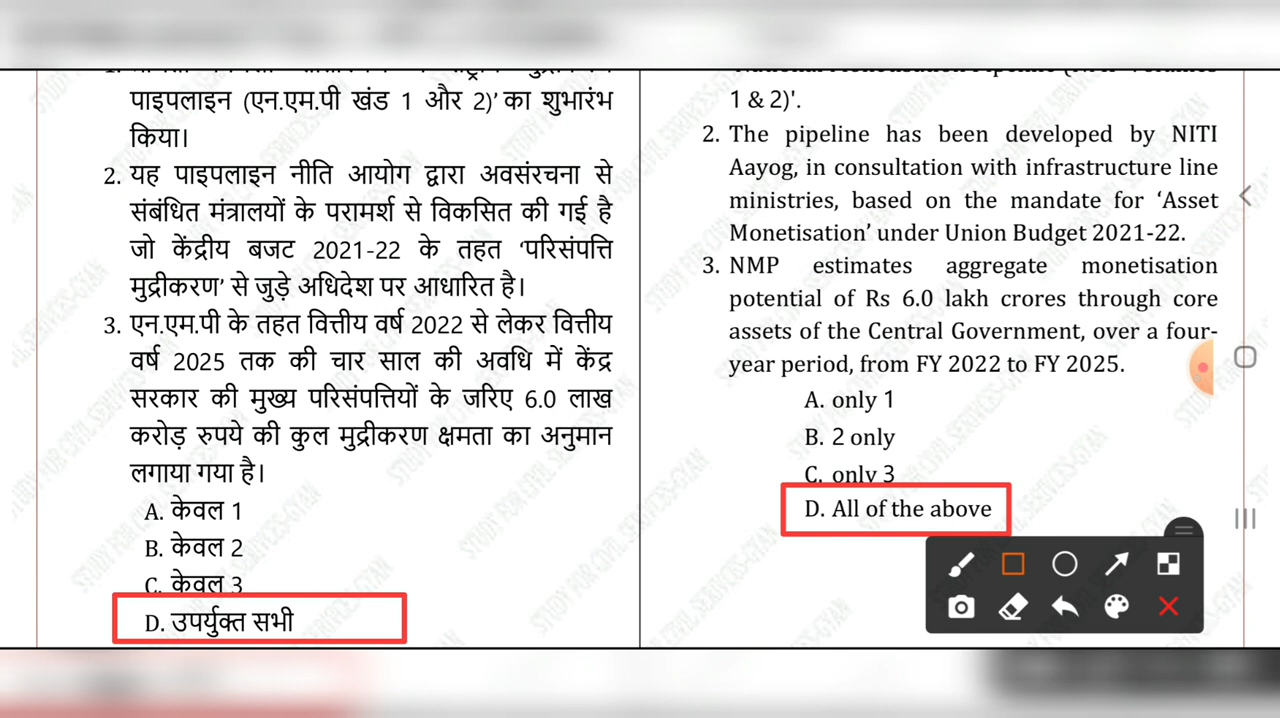 पाइपलाइन (एन.एम.पी खंड 1 और 2)’ का शुभारंभ
किया।
2. यह पाइपलाइन नीति आयोग द्वारा अवसंरचना से
संबंधित मंत्रालयों के परामर्श से विकसित की गई है
जो केंद्रीय बजट 2021-22 के तहत ‘परिसंपत्ति
मुद्रीकरण’ से जुड़े अधिदेश पर आधारित है।
3. एन.एम.पी के तहत वित्तीय वर्ष 2022 से लेकर वित्तीय
वर्ष 2025 तक की चार साल की अवधि में केंद्र
सरकार की मुख्य परिसंपत्तियों के जरिए 6.0 लाख
करोड़ रुपये की कुल मुद्रीकरण क्षमता का अनुमान
लगाया गया है।
A. केवल 1
B. केवल 2
C. केवल 3
D. उपर्युक्त सभी
1 & 2)'.
2. The pipeline has been developed by NITI
Aayog, in consultation with infrastructure line
ministries, based on the mandate for ‘Asset
Monetisation’ under Union Budget 2021-22.
3. NMP estimates aggregate monetisation
potential of Rs 6.0 lakh crores through core
assets of the Central Government, over a four-
year period, from FY 2022 to FY 2025.
A. only 1
B. 2 only
C. only 3
D. All of the above